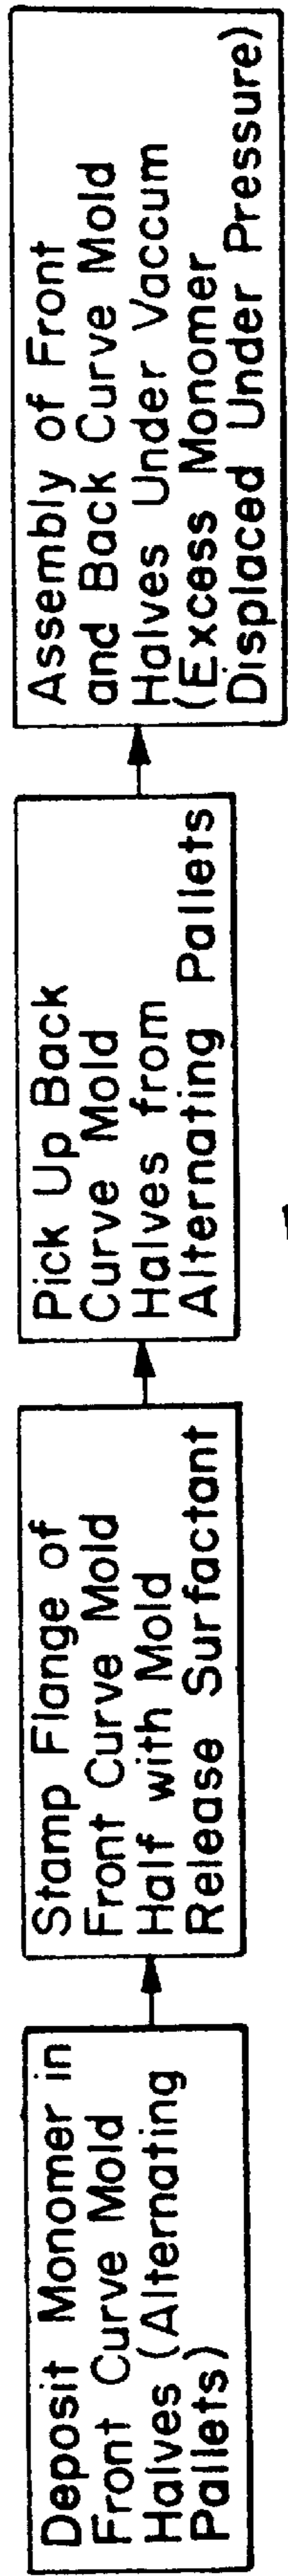 Deposit Monomer in
Front Curve Mold
Halves (Alternating
Pallets)
Stamp Flange of
Front Curve Mold
Half with Mold
Release Surfactant
Pick Up Back
Curve Mold
Halves from
Alternating Pallets
Assembly of Front
and Back Curve Mold
Halves Under Vaccum
(Excess Monomer
Displaced Under Pressure)